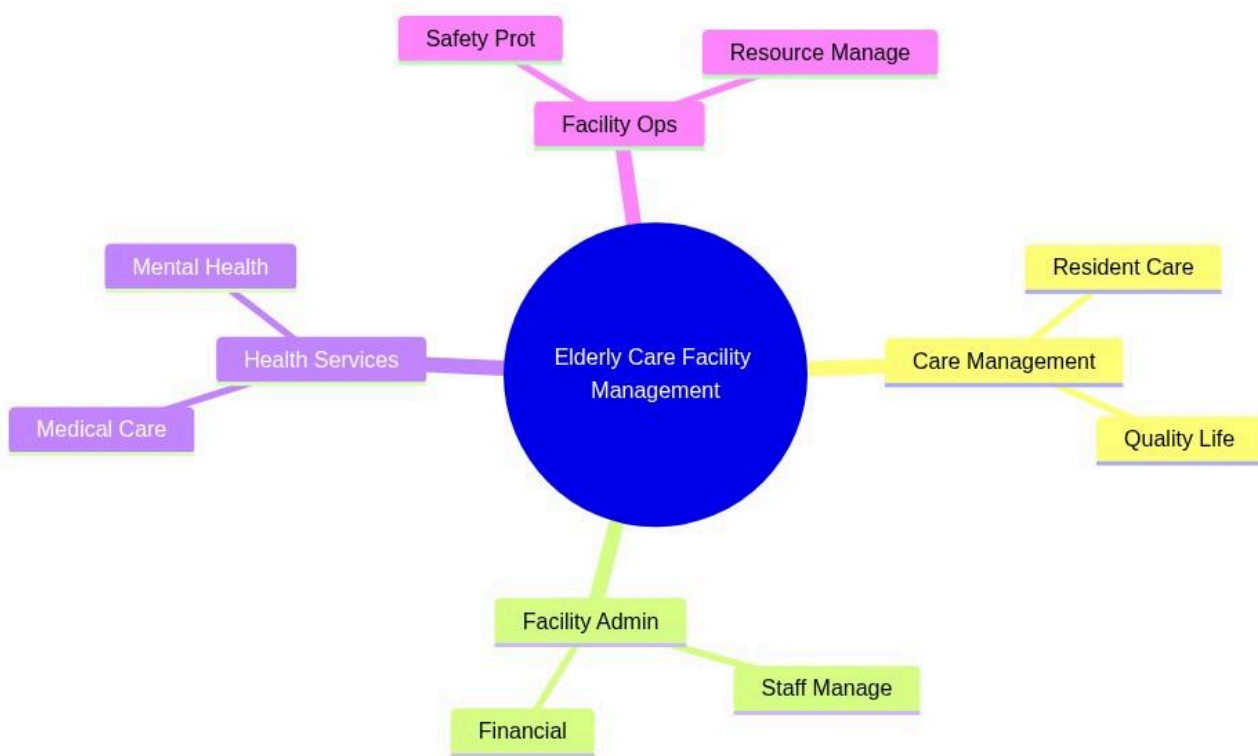 Safety Prot
Resource Manage
Facility Ops
Mental Health
Resident Care
Health Services
Elderly Care Facility
Management
Care Management
Medical Care
Quality Life
Facility Admin
Staff Manage
Financial